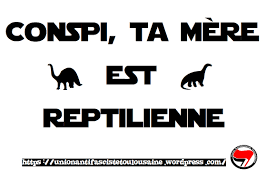 CONSPI, TA MÈRE
EST
REPTILIENNE
https://unionantifascistetoulousaine.wordpress.com/